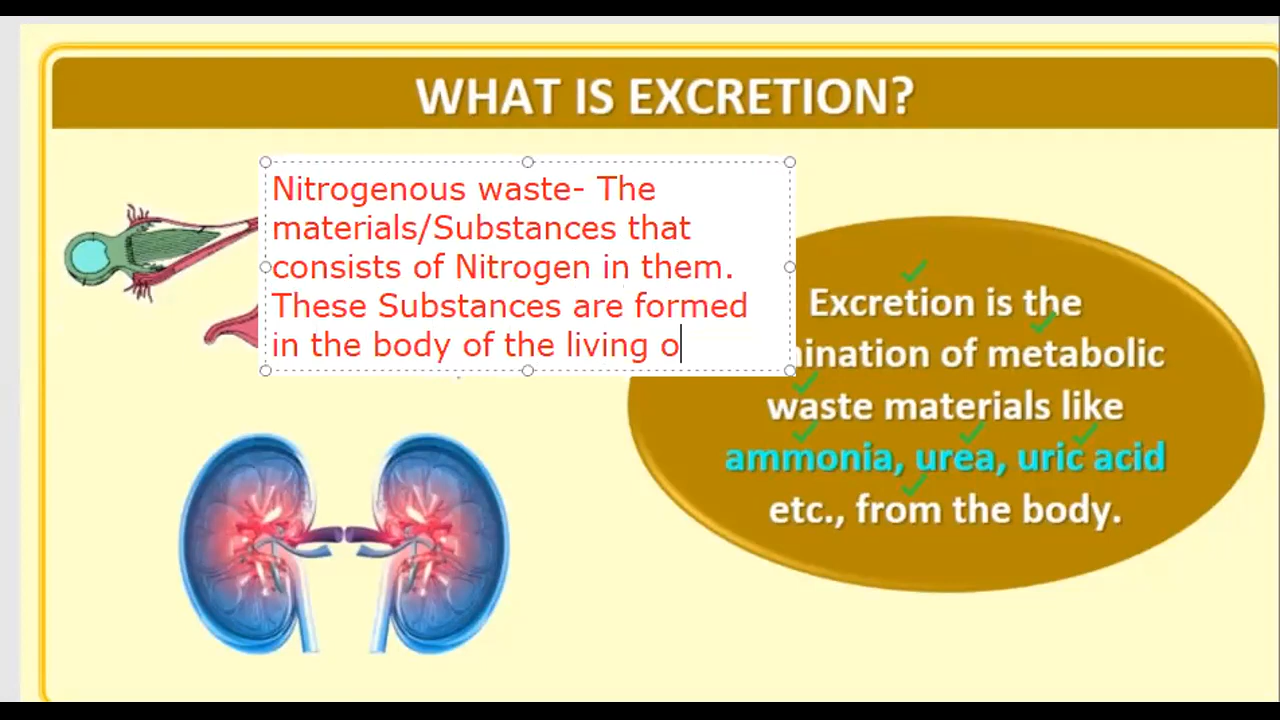 WHAT IS EXCRETION?
Nitrogenous waste- The
materials/Substances that
consists of Nitrogen in them.
These Substances are formed
in the body of the living o
Excretion is the
of metabolic
waste materials like
ammonia, urea, uric acid
etc., from the body.